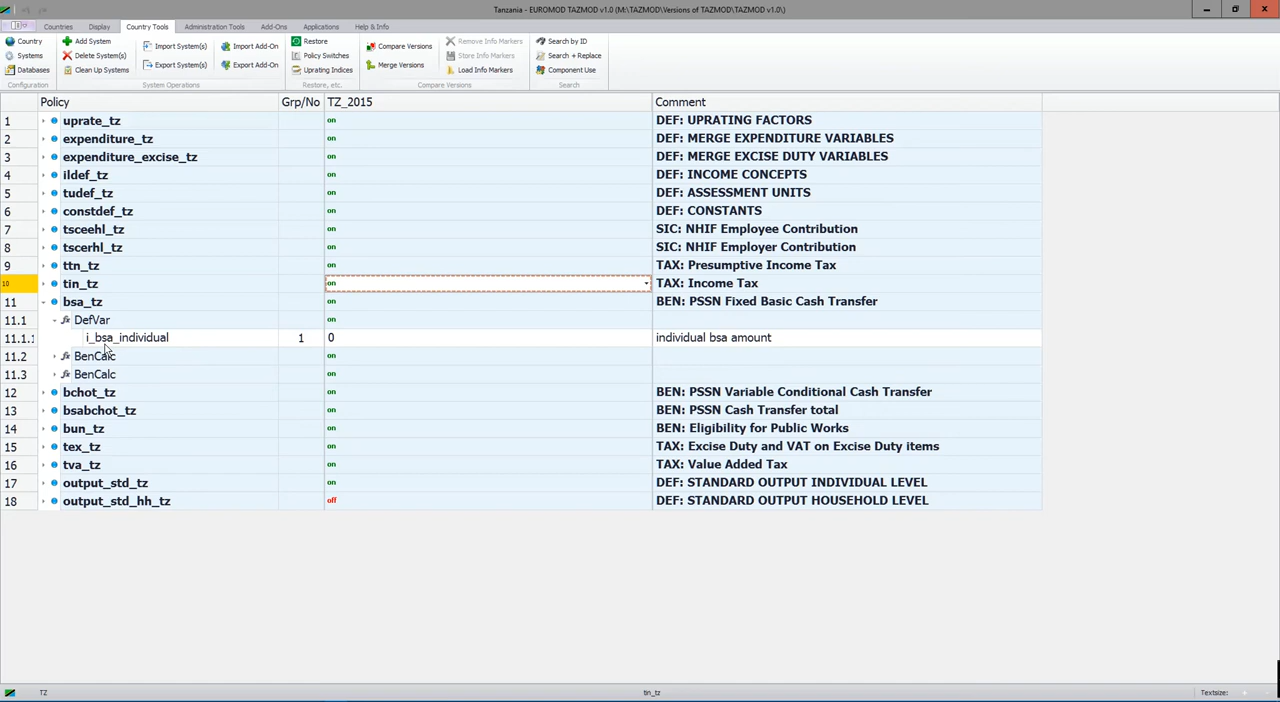 Tanzania - EUROMOD TAZMOD v1.0 (M:\TAZMOD\Versions of TAZMOD\TAZMOD v1.0\)
Countries Display Country Tools Administration Tools Add-Ons Applications Help & Info
Country Add System Import System(s) Import Add-On Restore Compare Versions Remove Info Markers Search by ID
Systems Delete System(s) Policy Switches Store Info Markers Search + Replace
Databases Clean Up Systems Export System(s) Export Add-On Uprating Indices Merge Versions Load Info Markers Component Use
Configuration System Operations Restore, etc. Compare Versions Search
Policy Grp/No TZ_2015 Comment
1 uprate_tz on DEF: UPRATING FACTORS
2 expenditure_tz on DEF: MERGE EXPENDITURE VARIABLES
3 expenditure_excise_tz on DEF: MERGE EXCISE DUTY VARIABLES
4 ildef_tz on DEF: INCOME CONCEPTS
5 tudef_tz on DEF: ASSESSMENT UNITS
6 constdef_tz on DEF: CONSTANTS
7 tsceehl_tz on SIC: NHIF Employee Contribution
8 tscerhl_tz on SIC: NHIF Employer Contribution
9 ttn_tz on TAX: Presumptive Income Tax
10 tin_tz on TAX: Income Tax
11 bsa_tz on BEN: PSSN Fixed Basic Cash Transfer
11.1 fx DefVar on
11.1.1 i_bsa_individual 1 0 individual bsa amount
11.2 fx BenCalc on
11.3 fx BenCalc on
12 bchot_tz on BEN: PSSN Variable Conditional Cash Transfer
13 bsabchot_tz on BEN: PSSN Cash Transfer total
14 bun_tz on BEN: Eligibility for Public Works
15 tex_tz on TAX: Excise Duty and VAT on Excise Duty items
16 tva_tz on TAX: Value Added Tax
17 output_std_tz on DEF: STANDARD OUTPUT INDIVIDUAL LEVEL
18 output_std_hh_tz off DEF: STANDARD OUTPUT HOUSEHOLD LEVEL
TZ tin_tz Textsize: